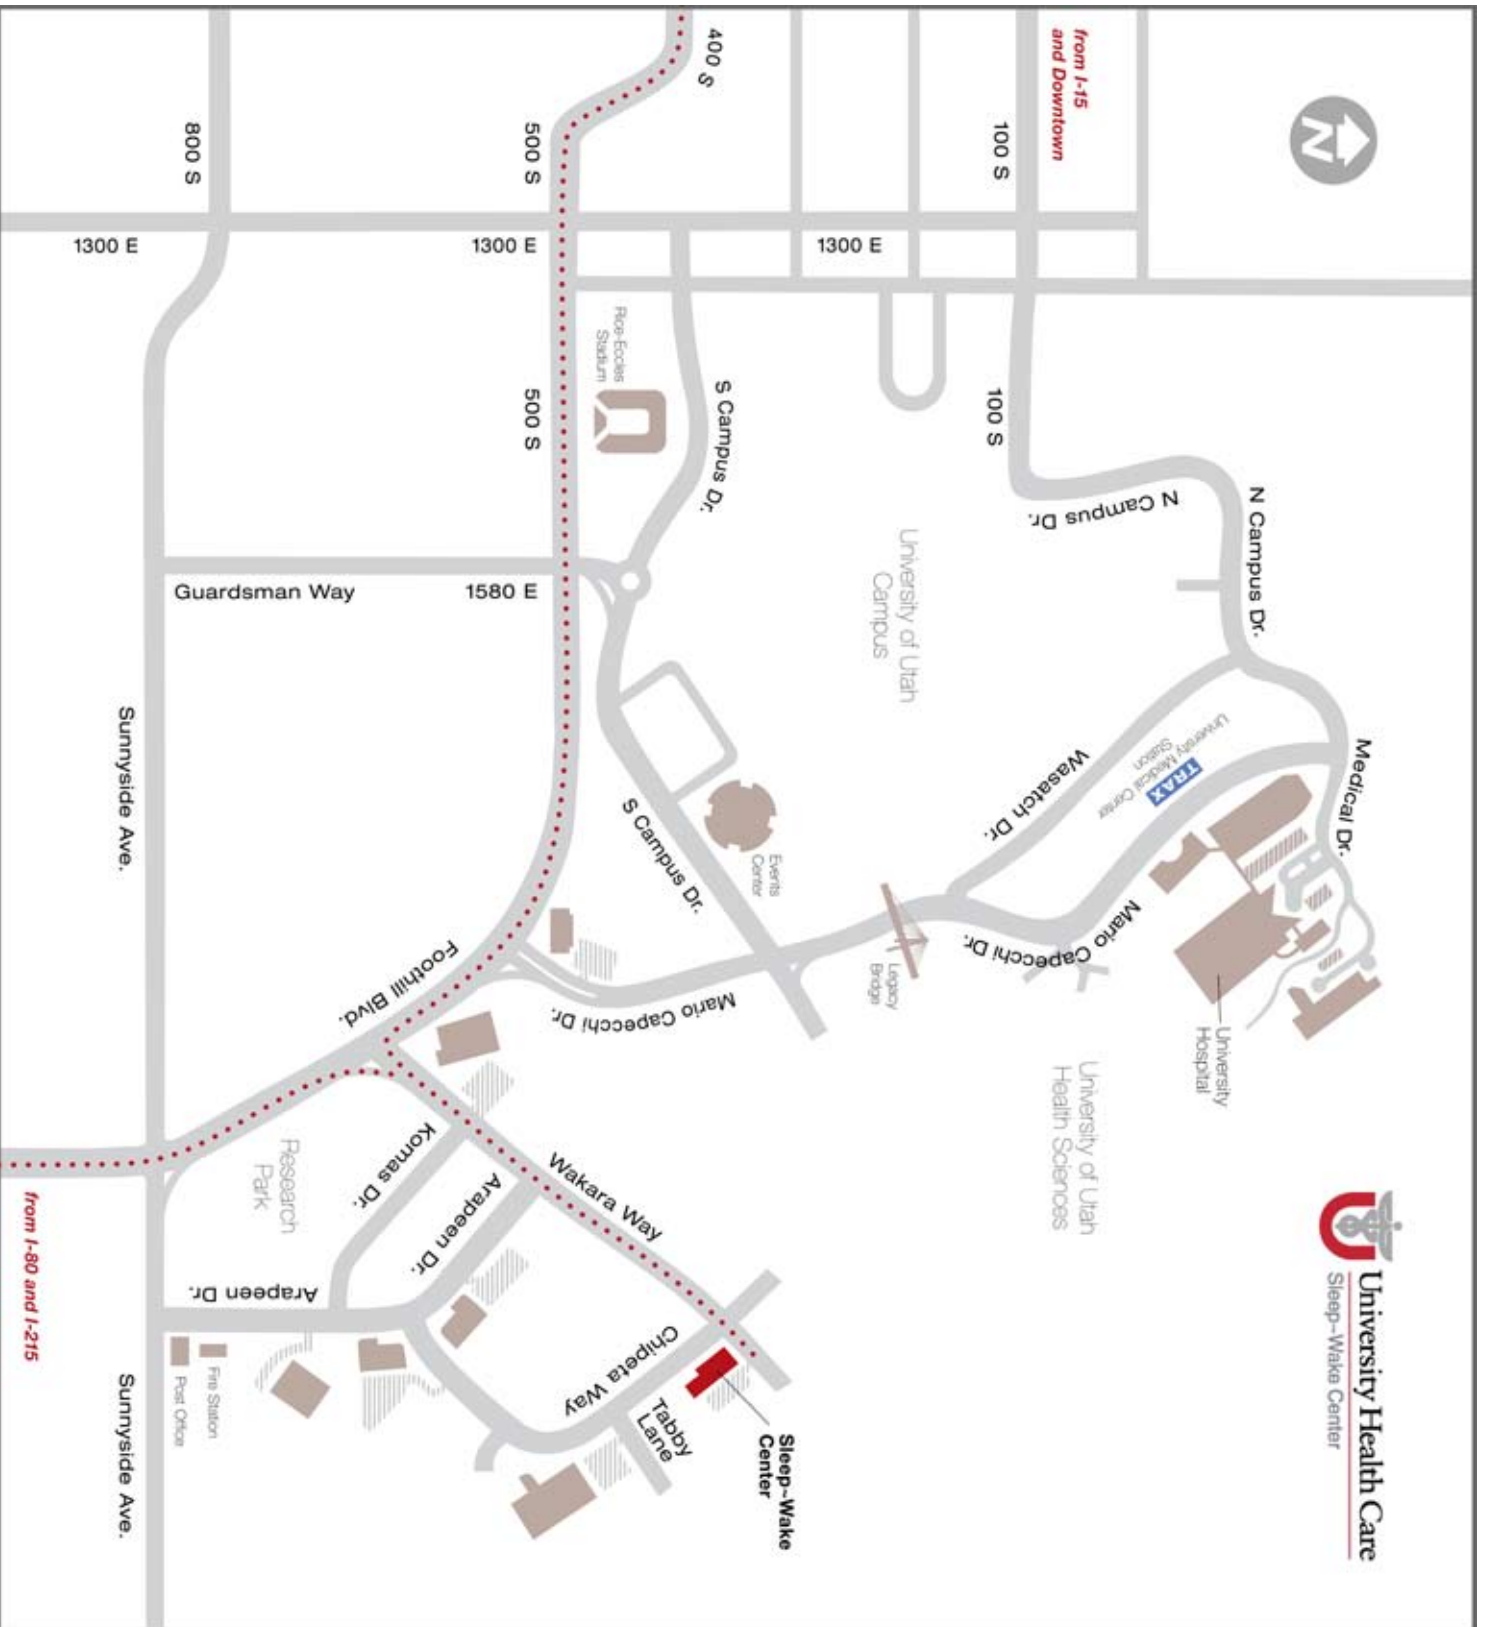 from I-15
and Downtown
N
400 S
500 S
100 S
800 S
1300 E
1300 E
1300 E
Rice-Eccles
Stadium
500 S
S Campus Dr.
100 S
N Campus Dr.
N Campus Dr.
University of Utah
Campus
Guardsman Way
1580 E
Sunnyside Ave.
S Campus Dr.
Events
Center
Wasatch Dr.
University Medical Center
Station
TRAX
Medical Dr.
Mario Capecchi Dr.
Legacy
Bridge
Mario Capecchi Dr.
Foothill Blvd.
University
Hospital
University of Utah
Health Sciences
Research
Park
Komas Dr.
Arapeen Dr.
Wakara Way
Arapeen Dr.
from I-80 and I-215
Fire Station
Post Office
Sunnyside Ave.
Chipeta Way
Tabby
Lane
Sleep-Wake
Center
University Health Care
Sleep-Wake Center